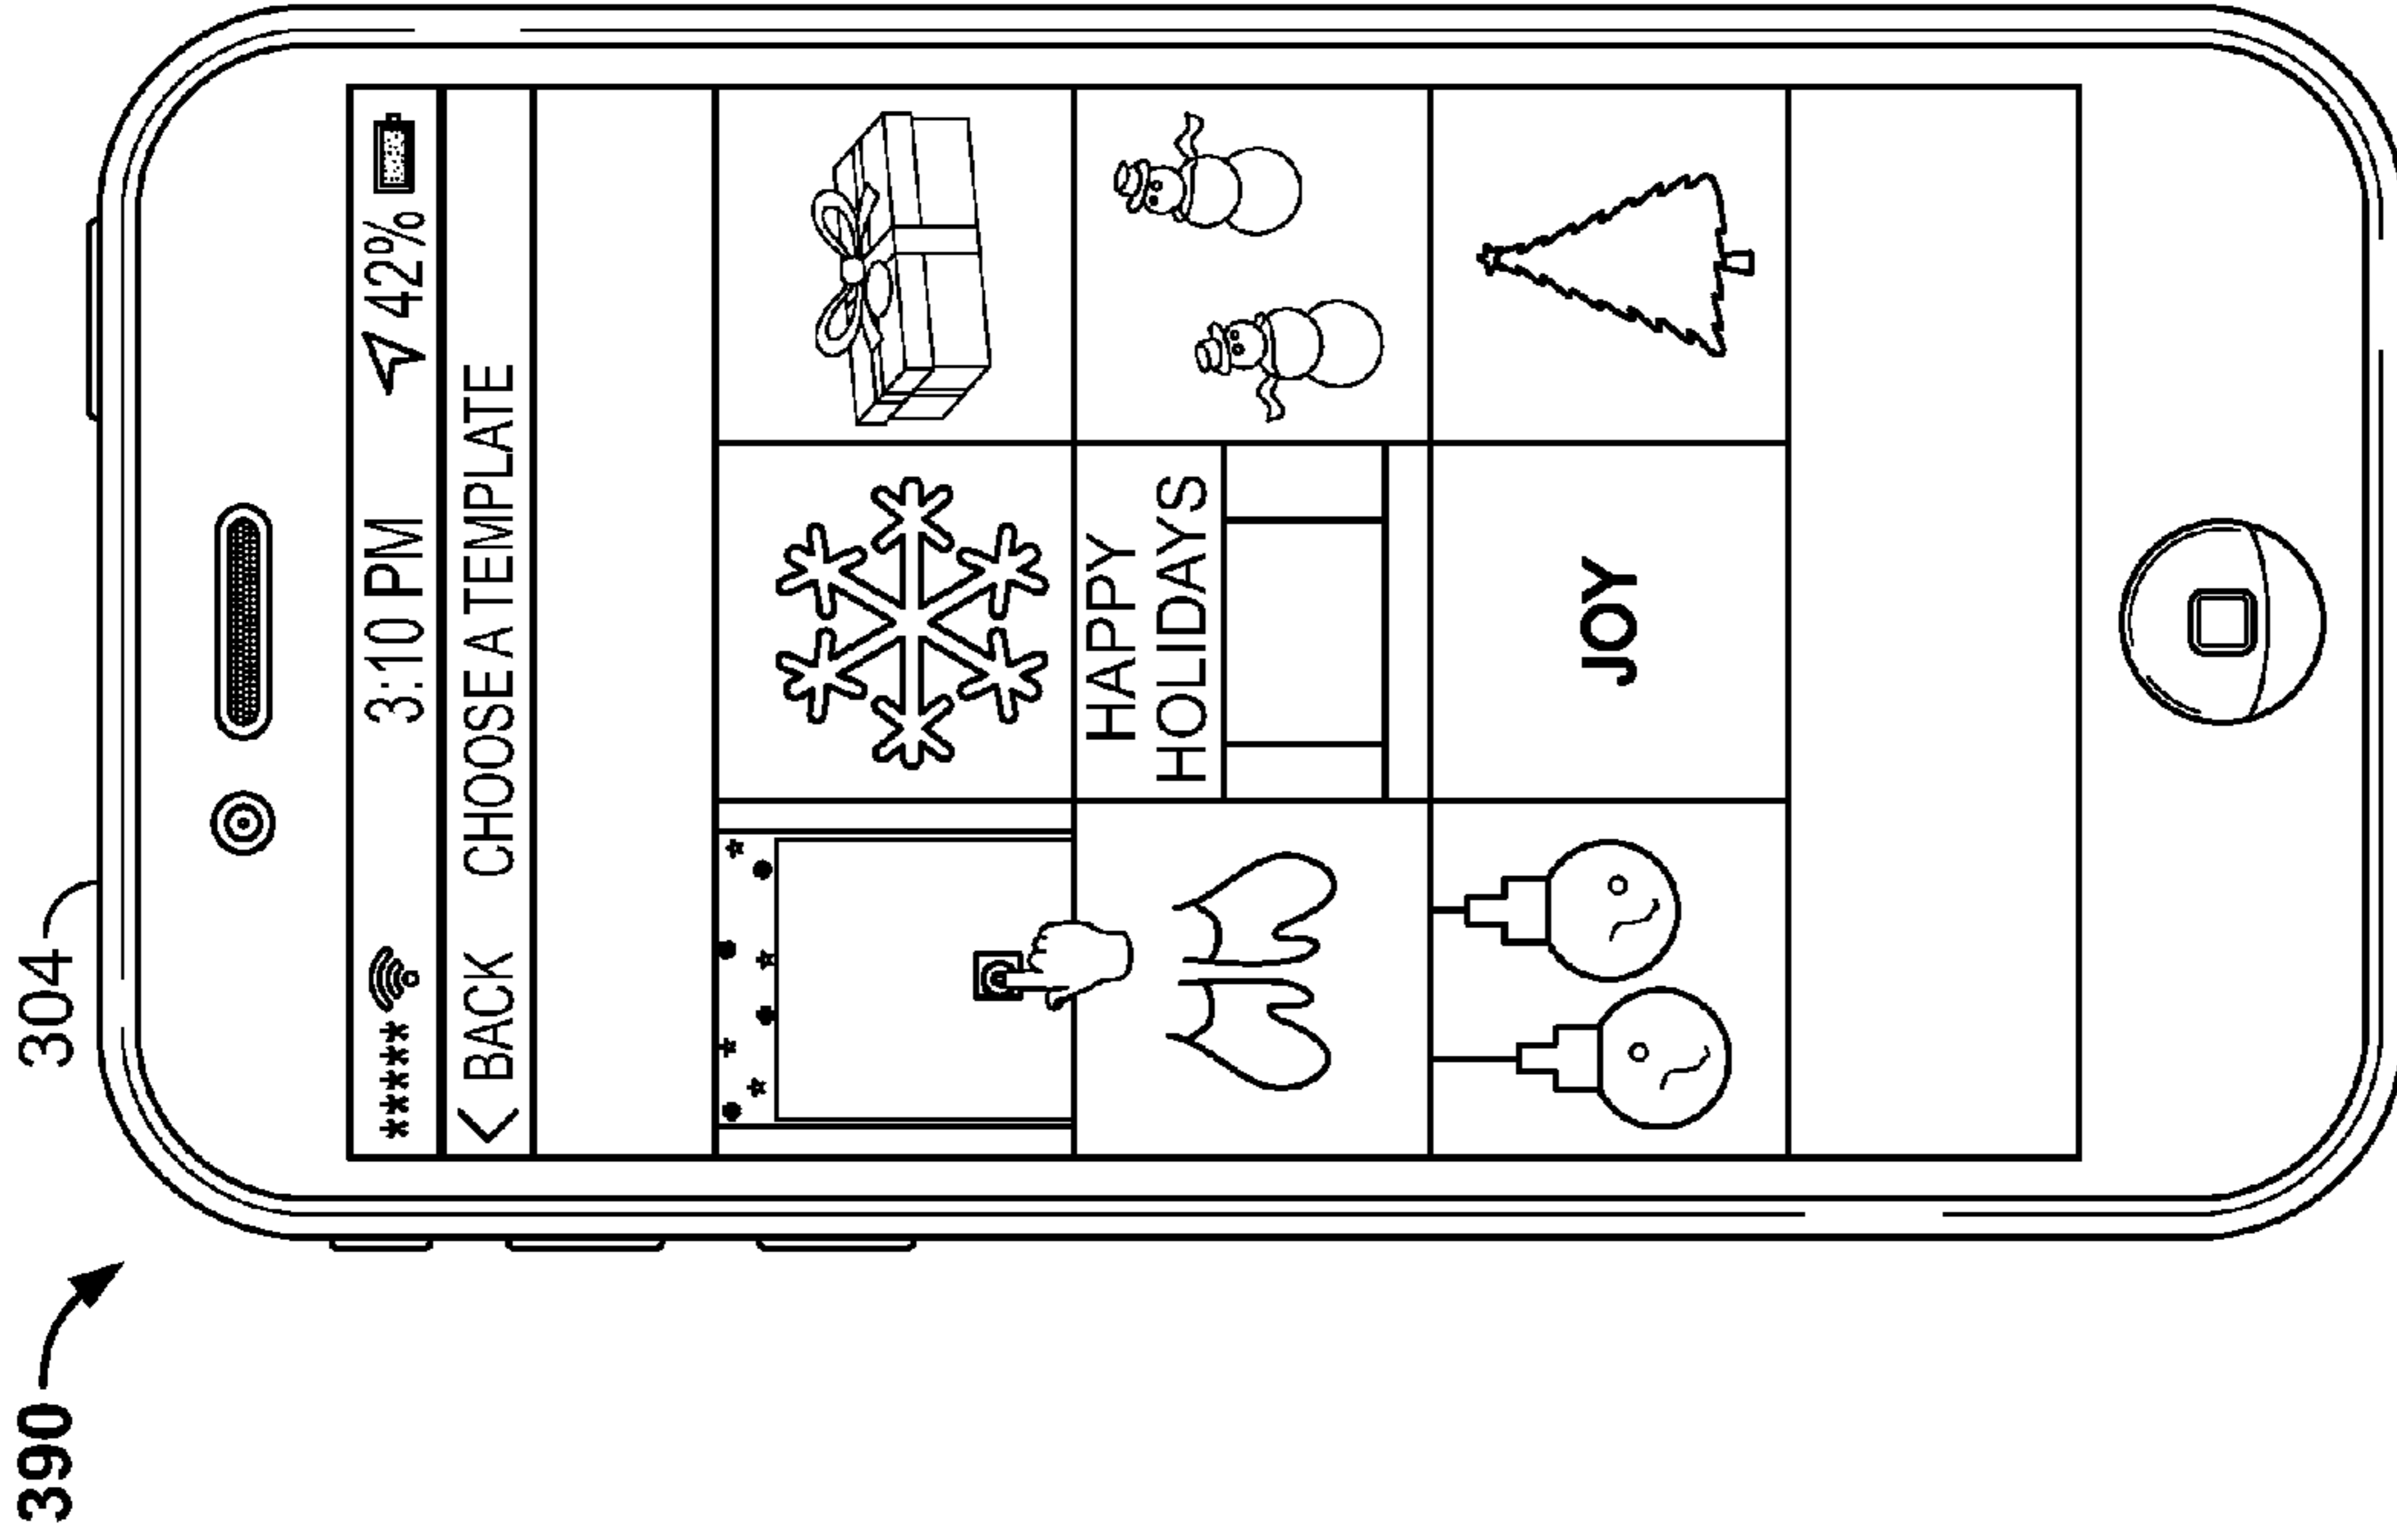 390
304
****** 3:10 PM 42%
< BACK CHOOSE A TEMPLATE
HAPPY
HOLIDAYS
JOY